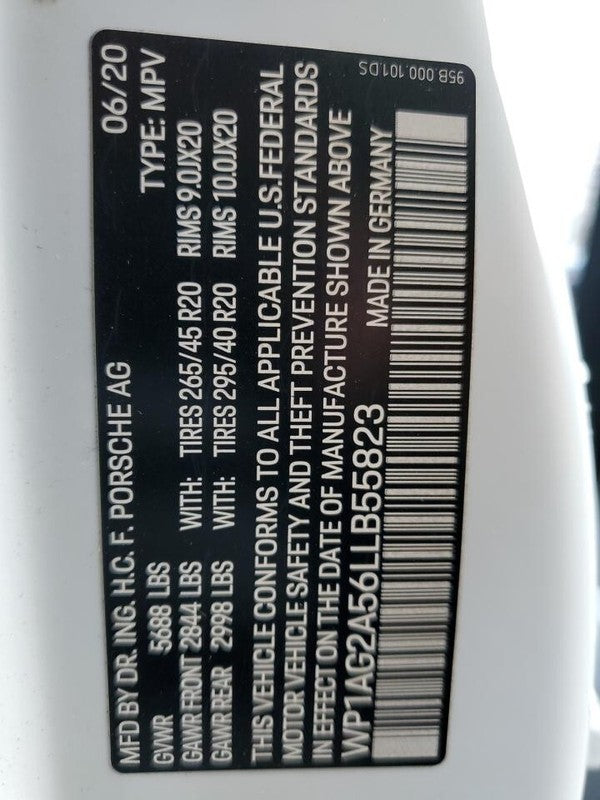 MFD BY DR. ING. H.C. F. PORSCHE AG 06/20
GVWR 5688 LBS TYPE: MPV
GAWR FRONT 2844 LBS WITH: TIRES 265/45 R20 RIMS 9.0JX20
GAWR REAR 2998 LBS WITH: TIRES 295/40 R20 RIMS 10.0JX20
THIS VEHICLE CONFORMS TO ALL APPLICABLE U.S.FEDERAL
MOTOR VEHICLE SAFETY AND THEFT PREVENTION STANDARDS
IN EFFECT ON THE DATE OF MANUFACTURE SHOWN ABOVE
WP1AG2A56LLB55823 MADE IN GERMANY
95B.000.101.DS